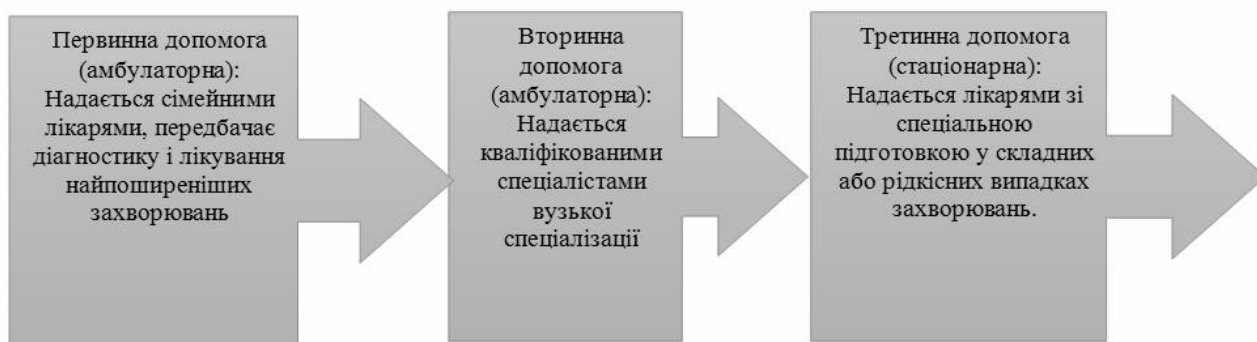 Первинна допомога
(амбулаторна):
Надається сімейними
лікарями, передбачає
діагностику і лікування
найпоширеніших
захворювань
Вторинна
допомога
(амбулаторна):
Надається
кваліфікованими
спеціалістами
вузької
спеціалізації
Третинна допомога
(стаціонарна):
Надається лікарями зі
спеціальною
підготовкою у складних
або рідкісних випадках
захворювань.